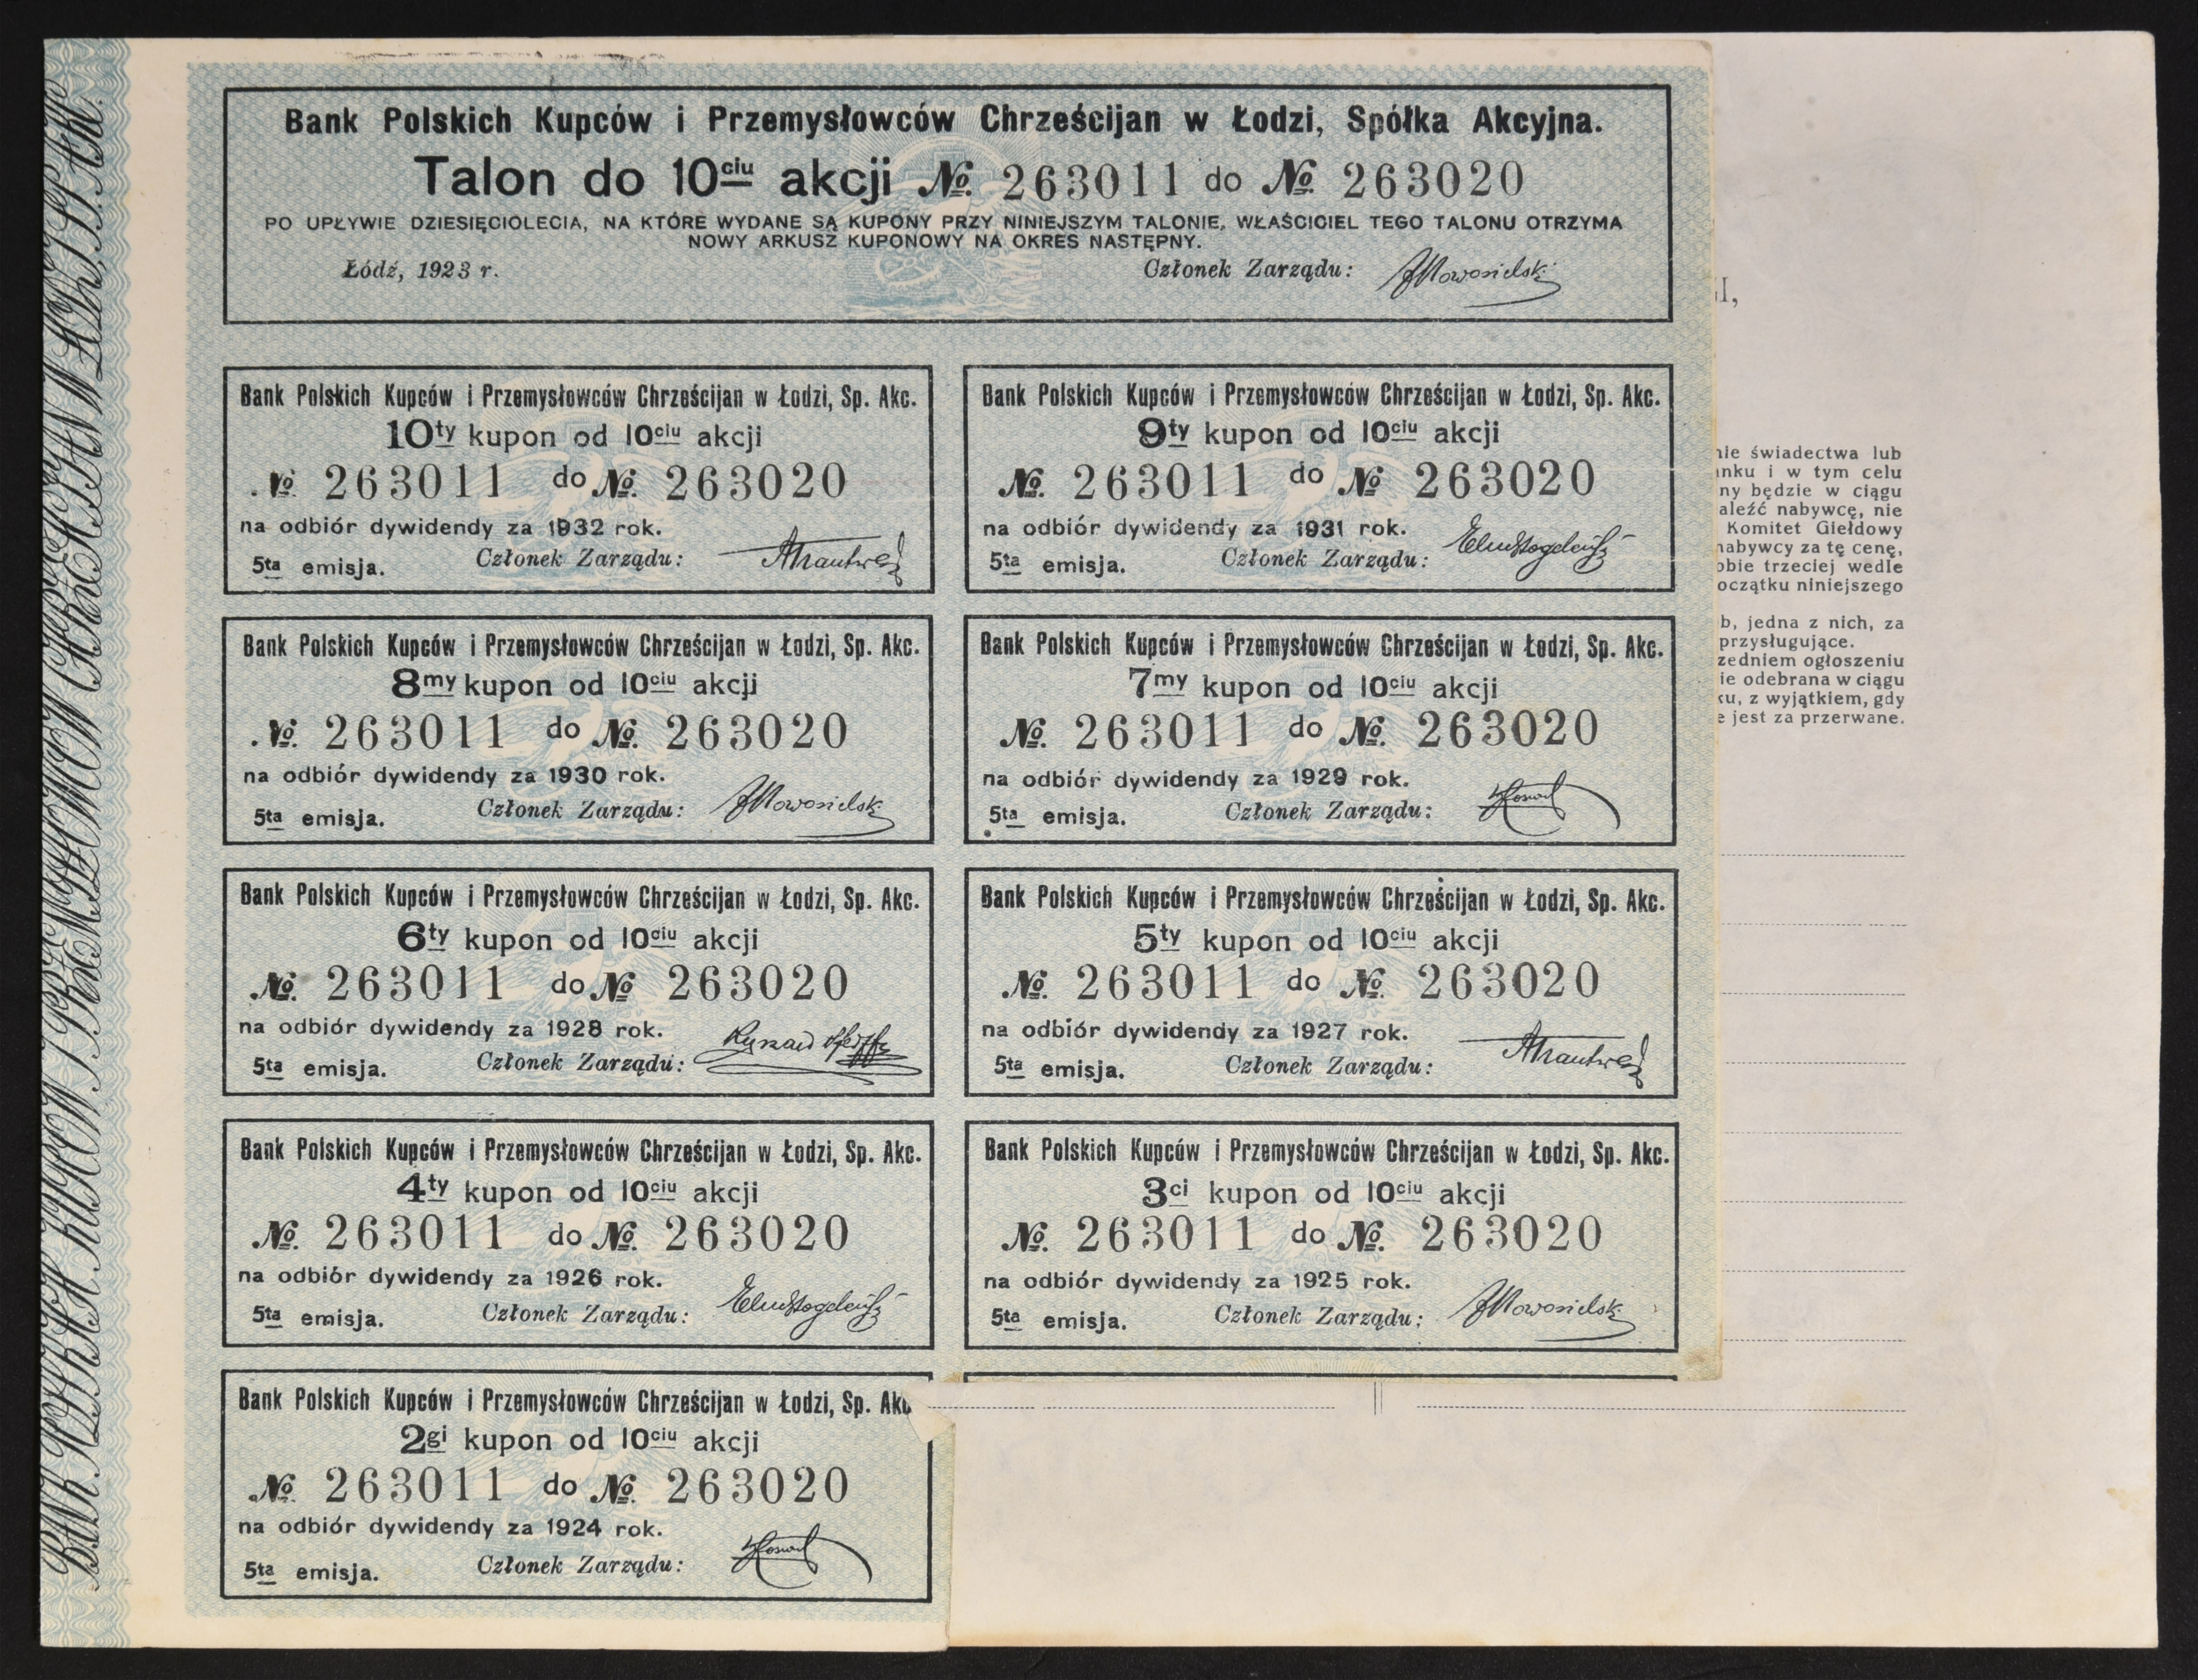 Bank Polskich Kupców i Przemysłowców Chrześcijan w Łodzi, Spółka Akcyjna.
Talon do 10ciu akcji No. 263011 do No. 263020
PO UPŁYWIE DZIESIĘCIOLECIA, NA KTÓRE WYDANE SĄ KUPONY PRZY NINIEJSZYM TALONIE, WŁAŚCICIEL TEGO TALONU OTRZYMA
NOWY ARKUSZ KUPONOWY NA OKRES NASTĘPNY.
Łódź, 1923 r. Członek Zarządu: Nowosielski
Bank Polskich Kupców i Przemysłowców Chrześcijan w Łodzi, Sp. Akc.
10ty kupon od 10ciu akcji
No. 263011 do No. 263020
na odbiór dywidendy za 1932 rok.
5ta emisja. Członek Zarządu:
Bank Polskich Kupców i Przemysłowców Chrześcijan w Łodzi, Sp. Akc.
9ty kupon od 10ciu akcji
No. 263011 do No. 263020
na odbiór dywidendy za 1931 rok.
5ta emisja. Członek Zarządu:
Bank Polskich Kupców i Przemysłowców Chrześcijan w Łodzi, Sp. Akc.
8my kupon od 10ciu akcji
No. 263011 do No. 263020
na odbiór dywidendy za 1930 rok.
5ta emisja. Członek Zarządu: Nowosielski
Bank Polskich Kupców i Przemysłowców Chrześcijan w Łodzi, Sp. Akc.
7my kupon od 10ciu akcji
No. 263011 do No. 263020
na odbiór dywidendy za 1929 rok.
5ta emisja. Członek Zarządu:
Bank Polskich Kupców i Przemysłowców Chrześcijan w Łodzi, Sp. Akc.
6ty kupon od 10ciu akcji
No. 263011 do No. 263020
na odbiór dywidendy za 1928 rok.
5ta emisja. Członek Zarządu:
Bank Polskich Kupców i Przemysłowców Chrześcijan w Łodzi, Sp. Akc.
5ty kupon od 10ciu akcji
No. 263011 do No. 263020
na odbiór dywidendy za 1927 rok.
5ta emisja. Członek Zarządu:
Bank Polskich Kupców i Przemysłowców Chrześcijan w Łodzi, Sp. Akc.
4ty kupon od 10ciu akcji
No. 263011 do No. 263020
na odbiór dywidendy za 1926 rok.
5ta emisja. Członek Zarządu:
Bank Polskich Kupców i Przemysłowców Chrześcijan w Łodzi, Sp. Akc.
3ci kupon od 10ciu akcji
No. 263011 do No. 263020
na odbiór dywidendy za 1925 rok.
5ta emisja. Członek Zarządu: Nowosielski
Bank Polskich Kupców i Przemysłowców Chrześcijan w Łodzi, Sp. Akc
2gi kupon od 10ciu akcji
No. 263011 do No. 263020
na odbiór dywidendy za 1924 rok.
5ta emisja. Członek Zarządu:
I,
nie świadectwa lub
nku i w tym celu
ny będzie w ciągu
aleźć nabywcę, nie
Komitet Giełdowy
nabywcy za tę cenę,
obie trzeciej wedle
oczątku niniejszego
b, jedna z nich, za
przysługujące.
zedniem ogłoszeniu
ie odebrana w ciągu
ku, z wyjątkiem, gdy
e jest za przerwane.